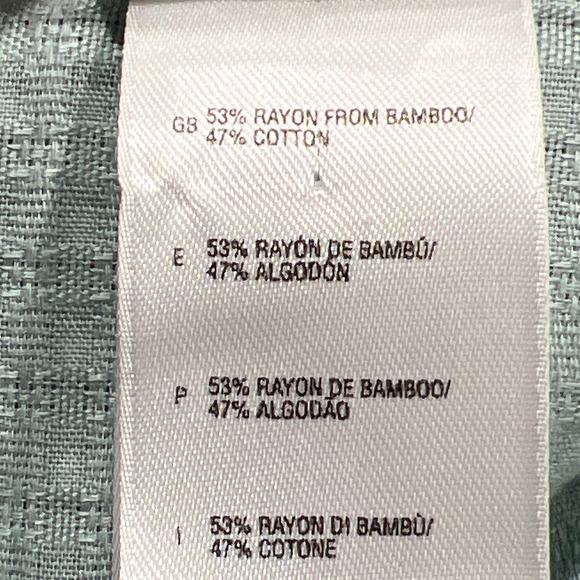 GB 53% RAYON FROM BAMBOO/
47% COTTON
E 53% RAYÓN DE BAMBÚ/
47% ALGODÓN
P 53% RAYON DE BAMBOO/
47% ALGODÃO
I 53% RAYON DI BAMBÙ/
47% COTONE